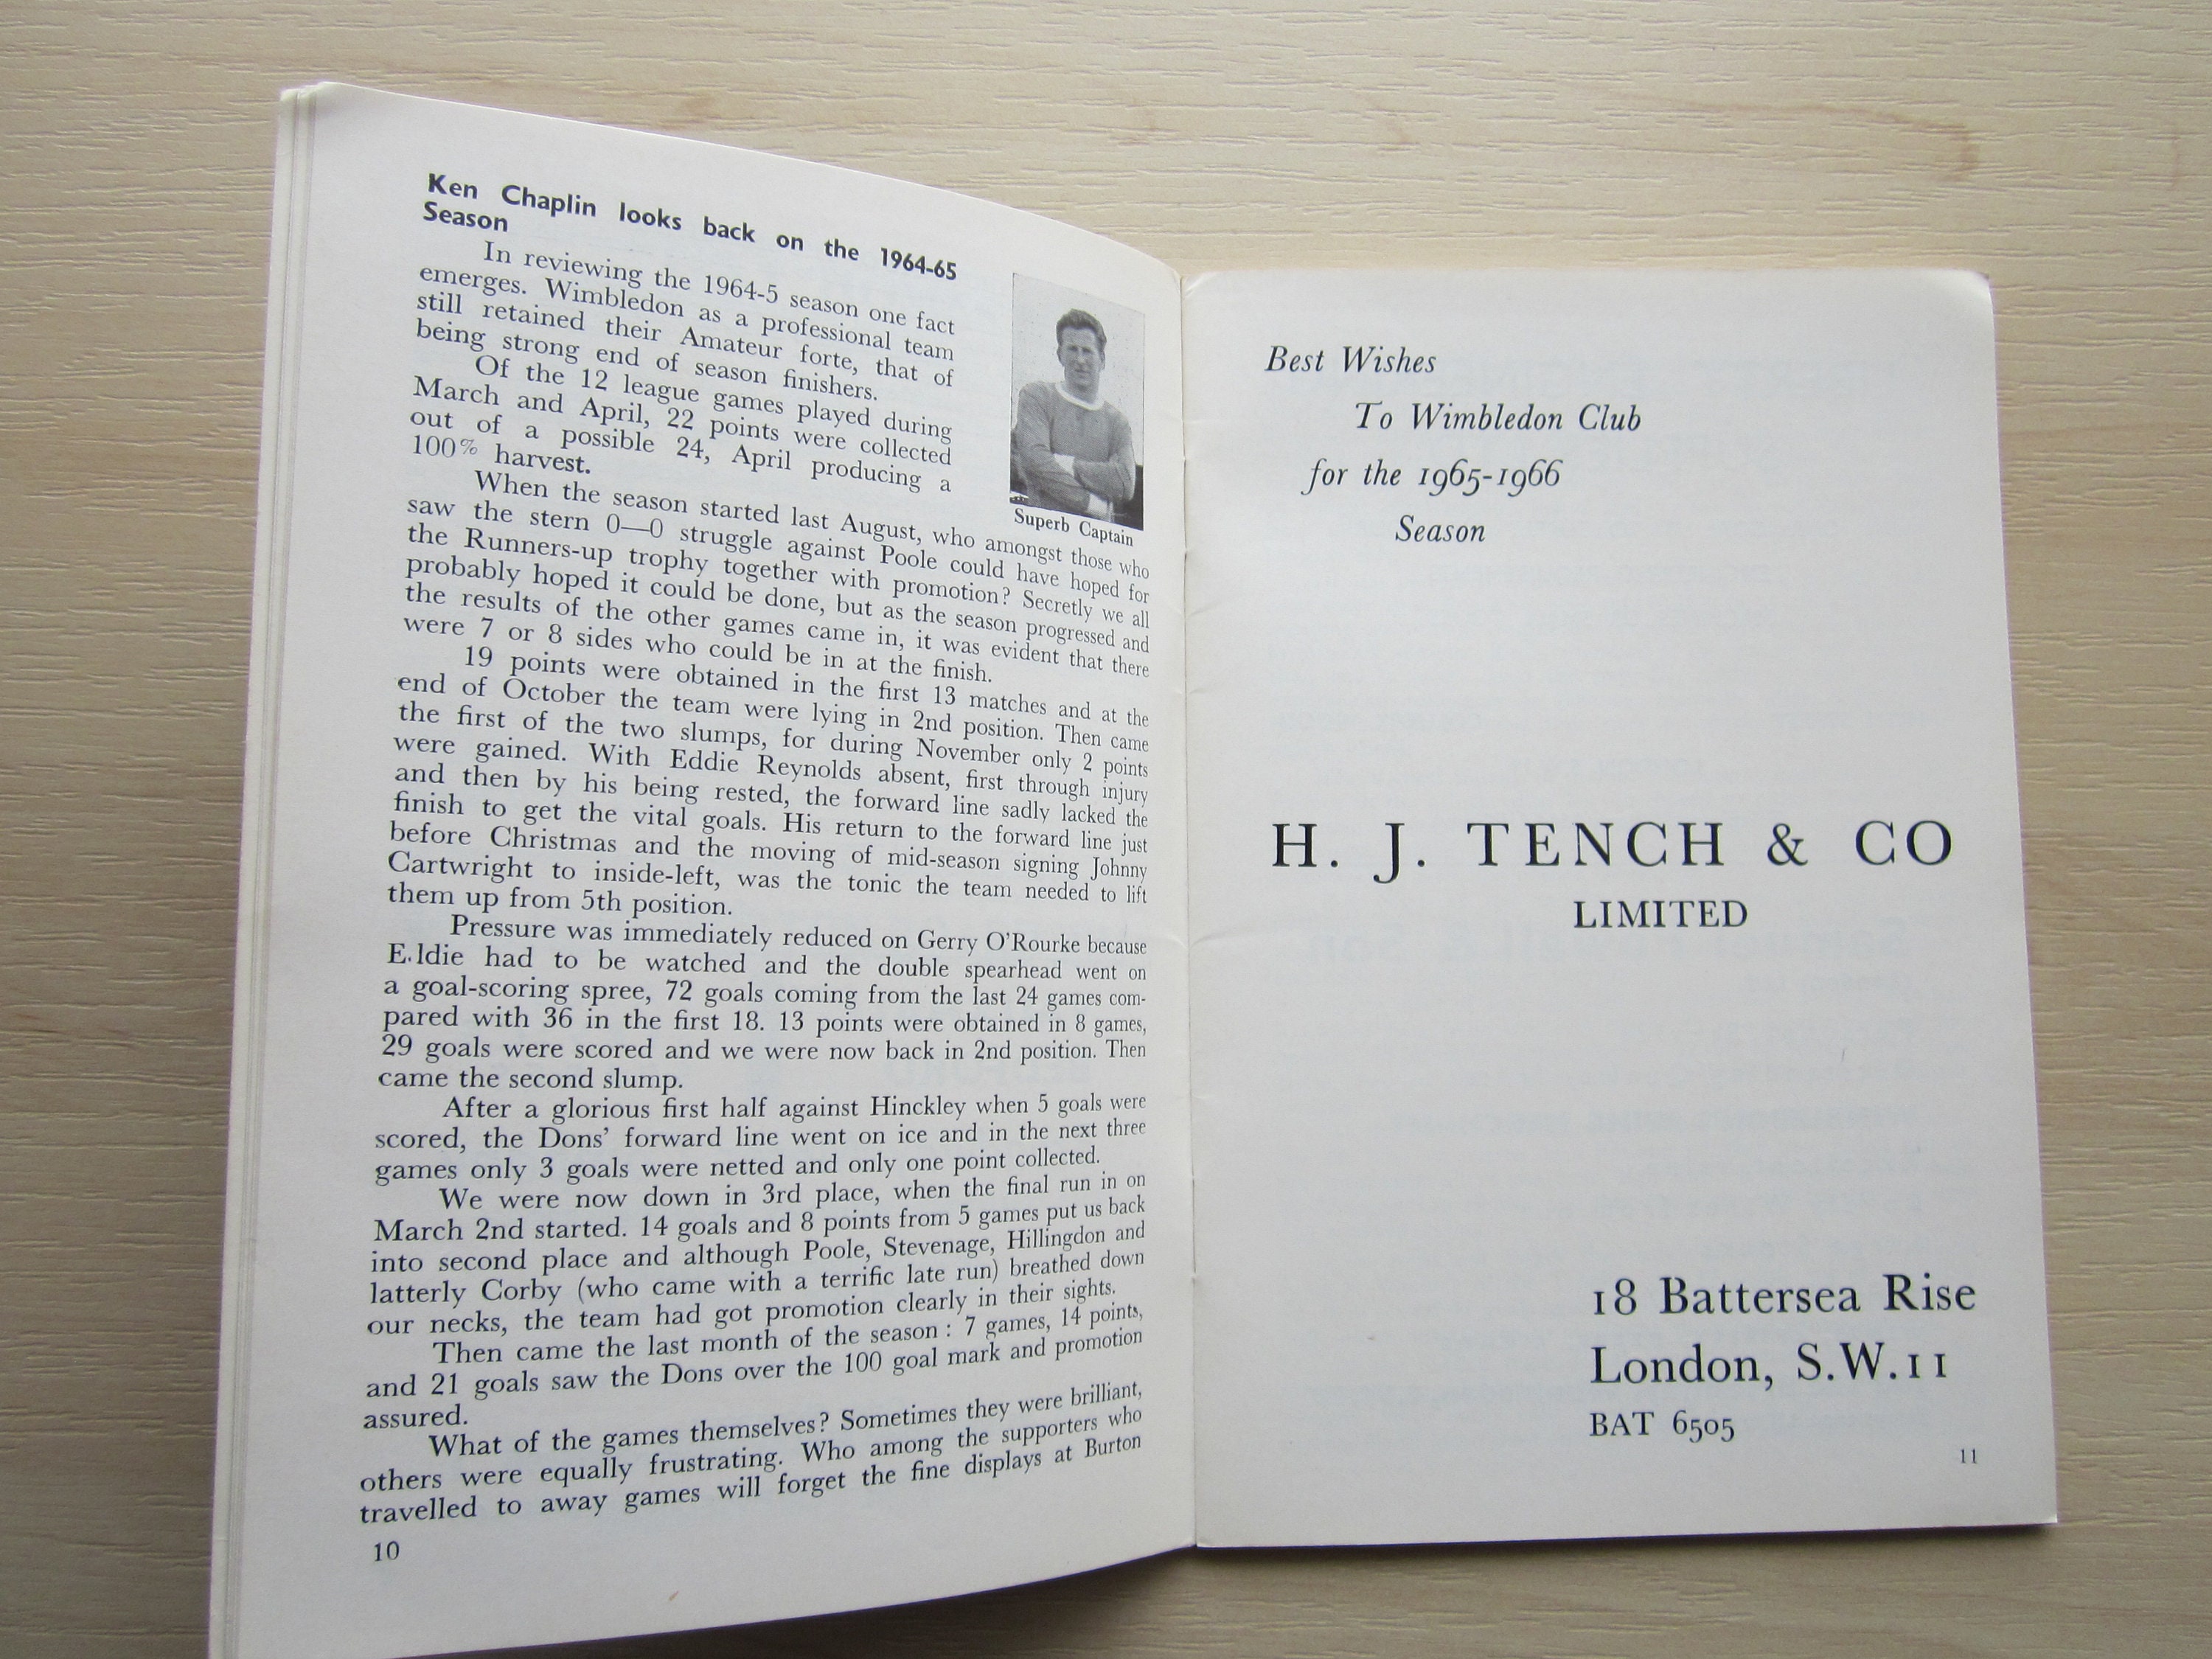 Ken Chaplin looks back on the 1964-65
Season
In reviewing the 1964-5 season one fact
emerges. Wimbledon as a professional team
still retained their Amateur forte, that of
being strong end of season finishers.
Of the 12 league games played during
March and April, 22 points were collected
out of a possible 24, April producing a
100% harvest.
Superb Captain
When the season started last August, who amongst those who
saw the stern 0—0 struggle against Poole could have hoped for
the Runners-up trophy together with promotion? Secretly we all
probably hoped it could be done, but as the season progressed and
the results of the other games came in, it was evident that there
were 7 or 8 sides who could be in at the finish.
19 points were obtained in the first 13 matches and at the
end of October the team were lying in 2nd position. Then came
the first of the two slumps, for during November only 2 points
were gained. With Eddie Reynolds absent, first through injury
and then by his being rested, the forward line sadly lacked the
finish to get the vital goals. His return to the forward line just
before Christmas and the moving of mid-season signing Johnny
Cartwright to inside-left, was the tonic the team needed to lift
them up from 5th position.
Pressure was immediately reduced on Gerry O'Rourke because
E.ldie had to be watched and the double spearhead went on
a goal-scoring spree, 72 goals coming from the last 24 games com-
pared with 36 in the first 18. 13 points were obtained in 8 games,
29 goals were scored and we were now back in 2nd position. Then
came the second slump.
After a glorious first half against Hinckley when 5 goals were
scored, the Dons' forward line went on ice and in the next three
games only 3 goals were netted and only one point collected.
We were now down in 3rd place, when the final run in on
March 2nd started. 14 goals and 8 points from 5 games put us back
into second place and although Poole, Stevenage, Hillingdon and
latterly Corby (who came with a terrific late run) breathed down
our necks, the team had got promotion clearly in their sights.
Then came the last month of the season : 7 games, 14 points,
and 21 goals saw the Dons over the 100 goal mark and promotion
assured.
What of the games themselves? Sometimes they were brilliant,
others were equally frustrating. Who among the supporters who
travelled to away games will forget the fine displays at Burton
10
Best Wishes
To Wimbledon Club
for the 1965-1966
Season
H. J. TENCH & CO
LIMITED
18 Battersea Rise
London, S.W.11
BAT 6505
11